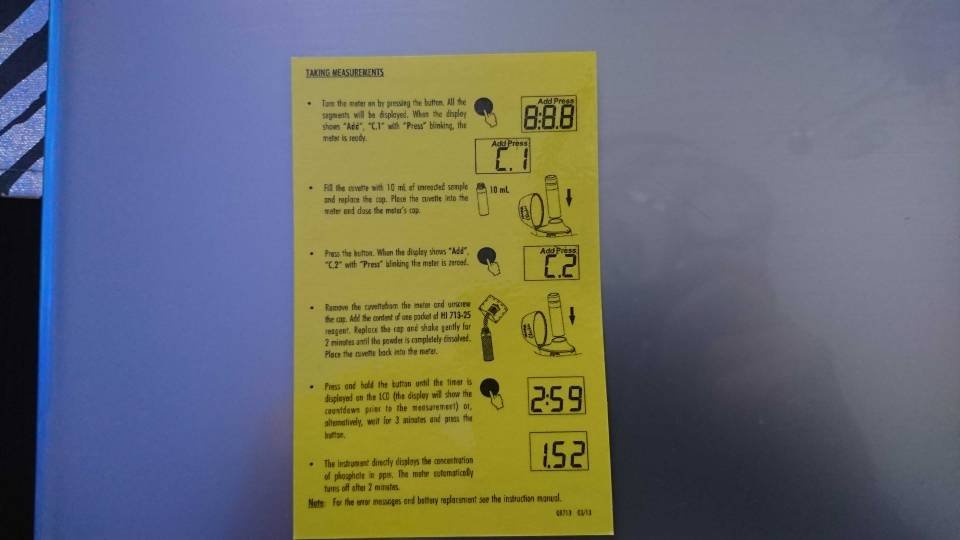 TAKING MEASUREMENTS
• Turn the meter on by pressing the button. All the
segments will be displayed. When the display
shows "Add", "C.1" with "Press" blinking, the
meter is ready.
Add Press
8:8.8
Add Press
C.1
• Fill the cuvette with 10 mL of unreacted sample
and replace the cap. Place the cuvette into the
meter and close the meter's cap.
10 mL
• Press the button. When the display shows "Add",
"C.2" with "Press" blinking the meter is zeroed.
Add Press
C.2
• Remove the cuvettefrom the meter and unscrew
the cap. Add the content of one packet of HI 713-25
reagent. Replace the cap and shake gently for
2 minutes until the powder is completely dissolved.
Place the cuvette back into the meter.
• Press and hold the button until the timer is
displayed on the LCD (the display will show the
countdown prior to the measurement) or,
alternatively, wait for 3 minutes and press the
button.
2:59
• The instrument directly displays the concentration
of phosphate in ppm. The meter automatically
turns off after 2 minutes.
1.52
Note: For the error messages and battery replacement see the instruction manual.
QR713 03/13